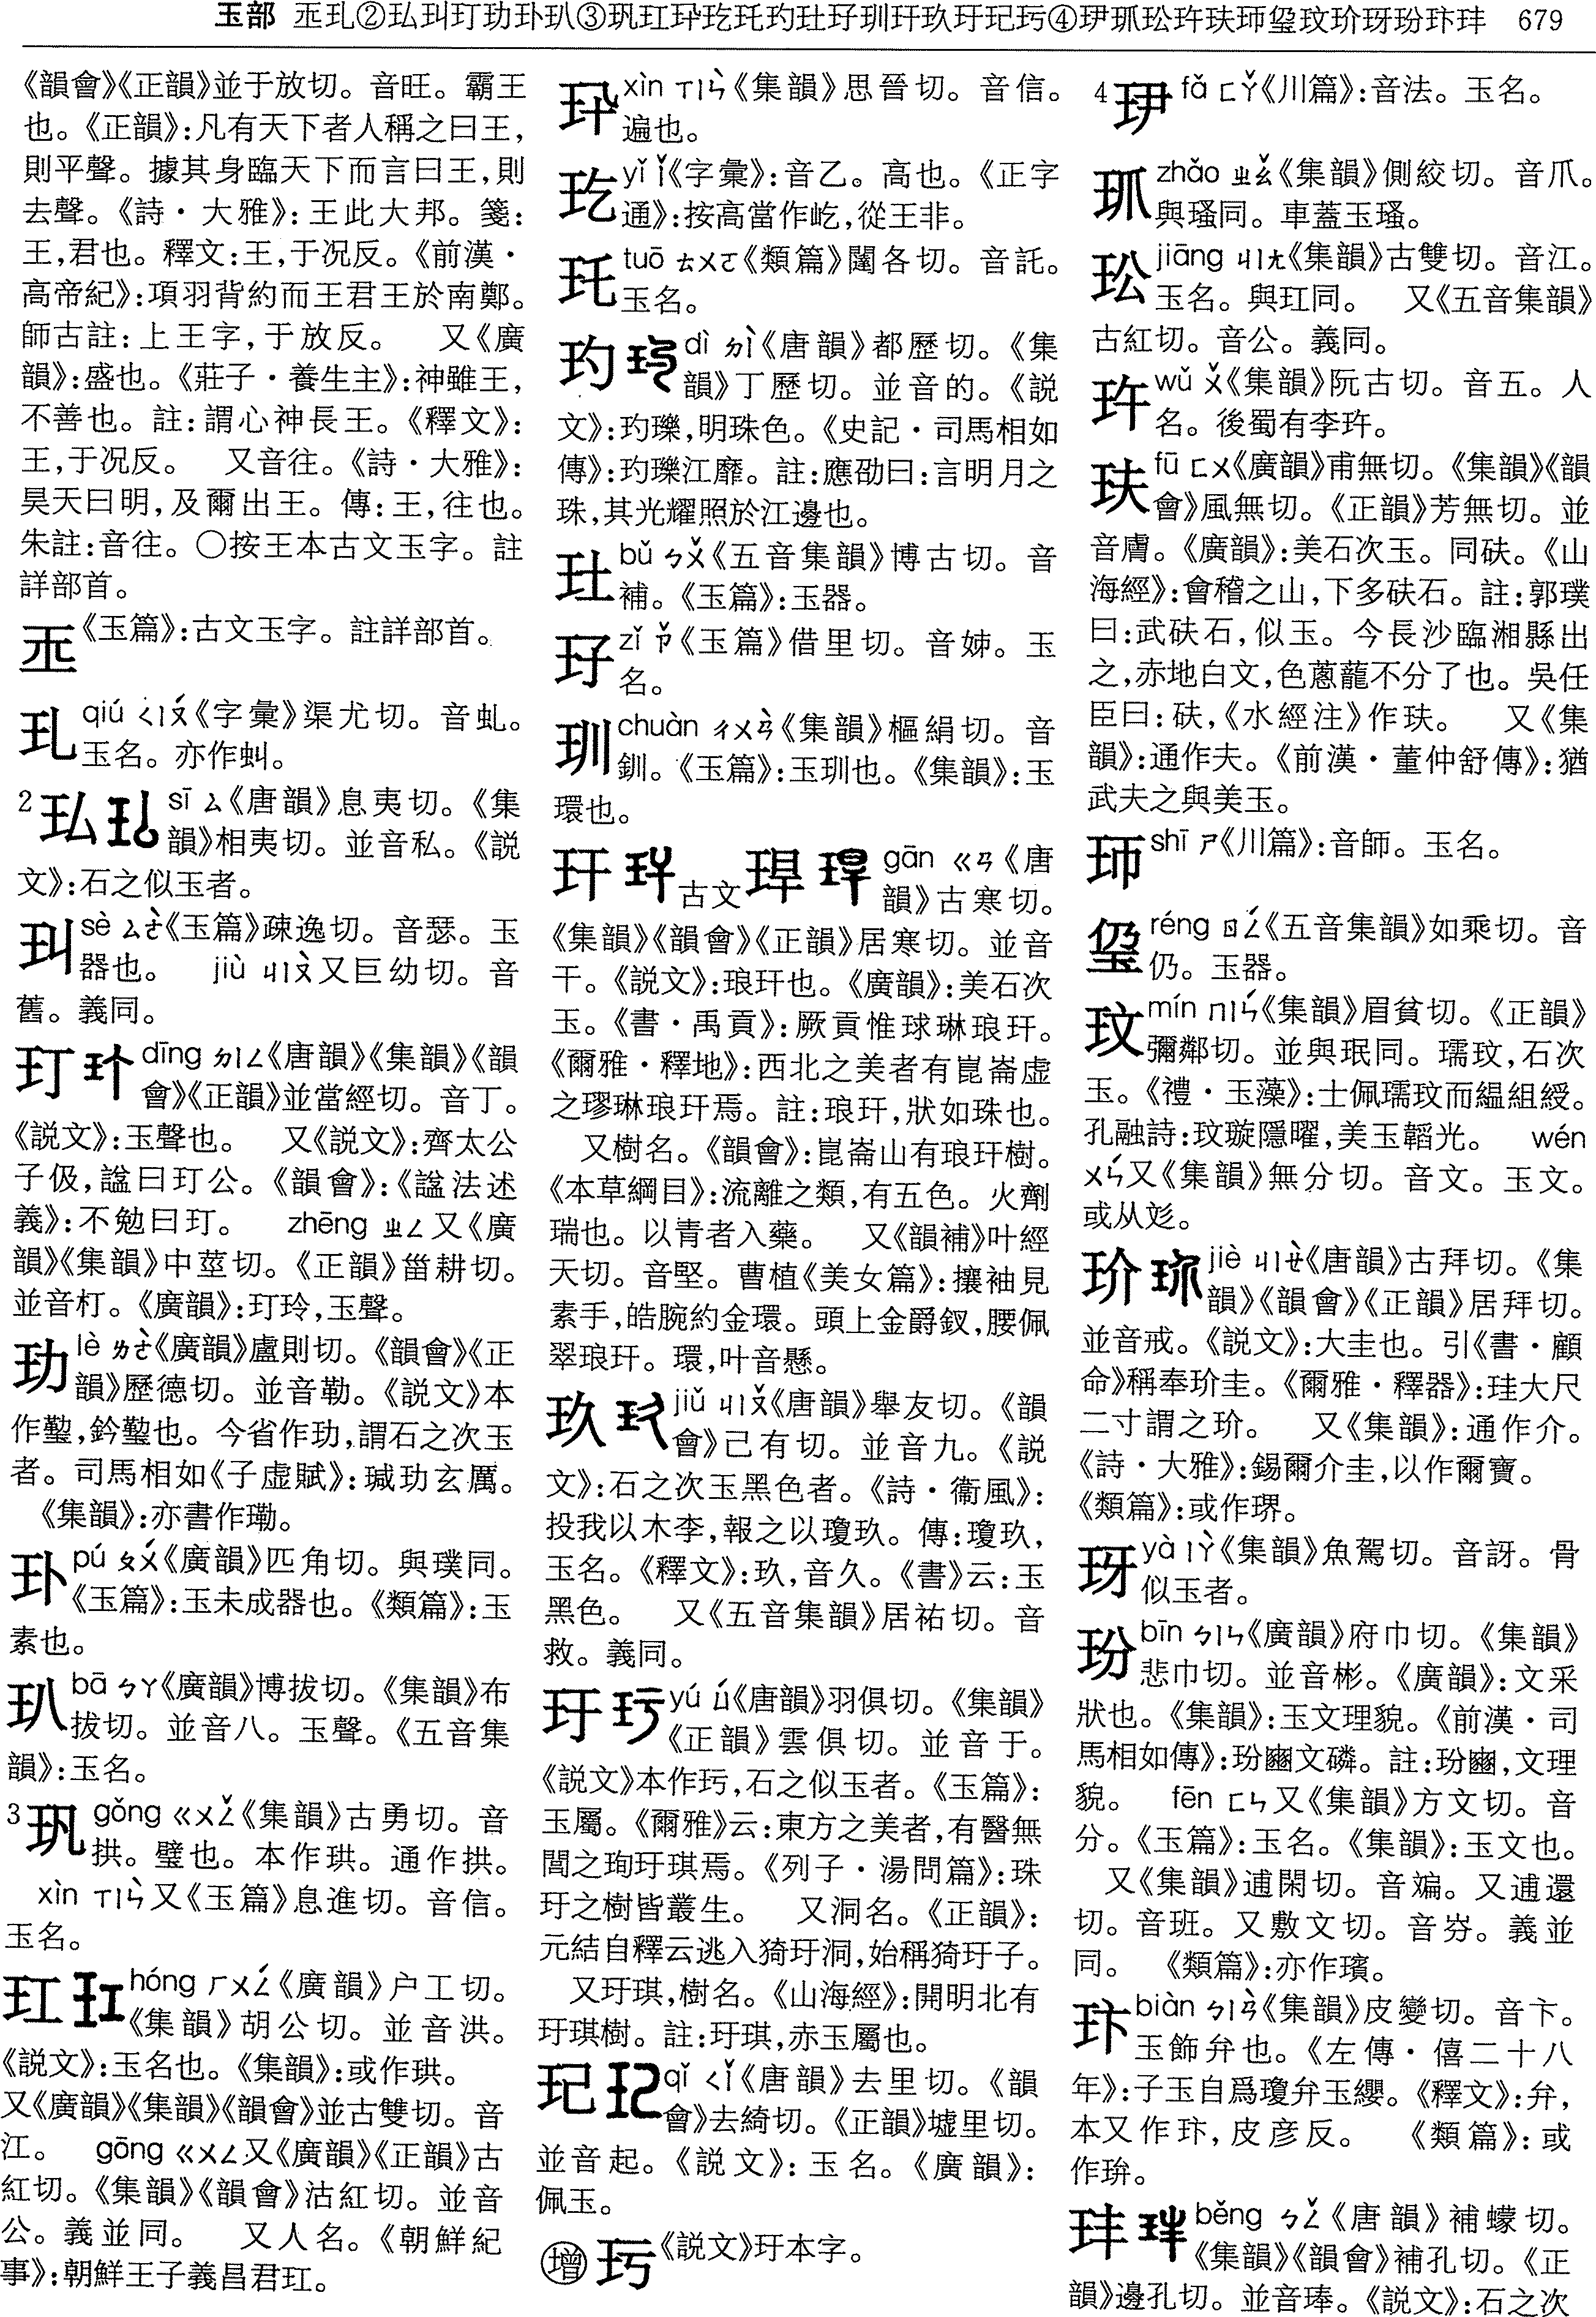 玉部 𤣩玌②玜㺩玎玏玐③玒玔玕玖玗玘④玞玟玠玡玢玣玤 679
《韻會》《正韻》並于放切。音旺。霸王
也。《正韻》:凡有天下者人稱之曰王,
則平聲。據其身臨天下而言曰王,則
去聲。《詩·大雅》:王此大邦。箋:
王,君也。釋文:王,于況反。《前漢·
高帝紀》:項羽背約而王君王於南鄭。
師古註:上王字,于放反。 又《廣
韻》:盛也。《莊子·養生主》:神雖王,
不善也。註:謂心神長王。《釋文》:
王,于況反。 又音往。《詩·大雅》:
昊天曰明,及爾出王。傳:王,往也。
朱註:音往。○按王本古文玉字。註
詳部首。
《玉篇》:古文玉字。註詳部首。
玌 qiú ㄑㄧㄡˊ《字彙》渠尤切。音虬。
玉名。亦作虯。
2 sī ㄙ《唐韻》息夷切。《集
韻》相夷切。並音私。《説
文》:石之似玉者。
sè ㄙㄜˋ《玉篇》疎逸切。音瑟。玉
器也。 jiù ㄐㄧㄡˋ又巨幼切。音
舊。義同。
玎 dīng ㄉㄧㄥ《唐韻》《集韻》《韻
會》《正韻》並當經切。音丁。
《説文》:玉聲也。 又《説文》:齊太公
子伋,諡曰玎公。《韻會》:《諡法述
義》:不勉曰玎。 zhēng ㄓㄥ又《廣
韻》《集韻》中莖切。《正韻》甾耕切。
並音朾。《廣韻》:玎玲,玉聲。
玏 lè ㄌㄜˋ《廣韻》盧則切。《韻會》《正
韻》歷德切。並音勒。《説文》本
作㻫,䥐㻫也。今省作玏,謂石之次玉
者。司馬相如《子虛賦》:瑊玏玄厲。
《集韻》:亦書作㻫。
pú ㄆㄨˊ《廣韻》匹角切。與璞同。
《玉篇》:玉未成器也。《類篇》:玉
素也。
玐 bā ㄅㄚ《廣韻》博拔切。《集韻》布
拔切。並音八。玉聲。《五音集
韻》:玉名。
3 gǒng ㄍㄨㄥˇ《集韻》古勇切。音
拱。璧也。本作珙。通作拱。
xìn ㄒㄧㄣˋ又《玉篇》息進切。音信。
玉名。
玒 hóng ㄏㄨㄥˊ《廣韻》户工切。
《集韻》胡公切。並音洪。
《説文》:玉名也。《集韻》:或作珙。
又《廣韻》《集韻》《韻會》並古雙切。音
江。 gōng ㄍㄨㄥ又《廣韻》《正韻》古
紅切。《集韻》《韻會》沽紅切。並音
公。義並同。 又人名。《朝鮮紀
事》:朝鮮王子義昌君玒。
xìn ㄒㄧㄣˋ《集韻》思晉切。音信。
遍也。
yǐ ㄧˇ《字彙》:音乙。高也。《正字
通》:按高當作屹,從王非。
tuō ㄊㄨㄛ《類篇》闥各切。音託。
玉名。
玓 dì ㄉㄧˋ《唐韻》都歷切。《集
韻》丁歷切。並音的。《説
文》:玓瓅,明珠色。《史記·司馬相如
傳》:玓瓅江靡。註:應劭曰:言明月之
珠,其光耀照於江邊也。
bǔ ㄅㄨˇ《五音集韻》博古切。音
補。《玉篇》:玉器。
zǐ ㄗˇ《玉篇》借里切。音姊。玉
名。
玔 chuàn ㄔㄨㄢˋ《集韻》樞絹切。音
釧。《玉篇》:玉玔也。《集韻》:玉
環也。
玕 古文 gān ㄍㄢ《唐
韻》古寒切。
《集韻》《韻會》《正韻》居寒切。並音
干。《説文》:琅玕也。《廣韻》:美石次
玉。《書·禹貢》:厥貢惟球琳琅玕。
《爾雅·釋地》:西北之美者有崑崙虛
之璆琳琅玕焉。註:琅玕,狀如珠也。
又樹名。《韻會》:崑崙山有琅玕樹。
《本草綱目》:流離之類,有五色。火劑
瑞也。以青者入藥。 又《韻補》叶經
天切。音堅。曹植《美女篇》:攘袖見
素手,皓腕約金環。頭上金爵釵,腰佩
翠琅玕。環,叶音懸。
玖 jiǔ ㄐㄧㄡˇ《唐韻》舉友切。《韻
會》己有切。並音九。《説
文》:石之次玉黑色者。《詩·衞風》:
投我以木李,報之以瓊玖。傳:瓊玖,
玉名。《釋文》:玖,音久。《書》云:玉
黑色。 又《五音集韻》居祐切。音
救。義同。
玗 yú ㄩˊ《唐韻》羽俱切。《集韻》
《正韻》雲俱切。並音于。
《説文》本作玗,石之似玉者。《玉篇》:
玉屬。《爾雅》云:東方之美者,有醫無
閭之珣玗琪焉。《列子·湯問篇》:珠
玗之樹皆叢生。 又洞名。《正韻》:
元結自釋云逃入猗玗洞,始稱猗玗子。
又玗琪,樹名。《山海經》:開明北有
玗琪樹。註:玗琪,赤玉屬也。
玘 qǐ ㄑㄧˇ《唐韻》去里切。《韻
會》去綺切。《正韻》墟里切。
並音起。《説文》:玉名。《廣韻》:
佩玉。
增 《説文》玗本字。
4 fǎ ㄈㄚˇ《川篇》:音法。玉名。
zhǎo ㄓㄠˇ《集韻》側絞切。音爪。
與瑵同。車蓋玉瑵。
jiāng ㄐㄧㄤ《集韻》古雙切。音江。
玉名。與玒同。 又《五音集韻》
古紅切。音公。義同。
wǔ ㄨˇ《集韻》阮古切。音五。人
名。後蜀有李玝。
玞 fū ㄈㄨ《廣韻》甫無切。《集韻》《韻
會》風無切。《正韻》芳無切。並
音膚。《廣韻》:美石次玉。同砆。《山
海經》:會稽之山,下多砆石。註:郭璞
曰:武砆石,似玉。今長沙臨湘縣出
之,赤地白文,色蔥蘢不分了也。吳任
臣曰:砆,《水經注》作玞。 又《集
韻》:通作夫。《前漢·董仲舒傳》:猶
武夫之與美玉。
shī ㄕ《川篇》:音師。玉名。
réng ㄖㄥˊ《五音集韻》如乘切。音
仍。玉器。
玟 mín ㄇㄧㄣˊ《集韻》眉貧切。《正韻》
彌鄰切。並與珉同。瓀玟,石次
玉。《禮·玉藻》:士佩瓀玟而縕組綬。
孔融詩:玟璇隱曜,美玉韜光。 wén
ㄨㄣˊ又《集韻》無分切。音文。玉文。
或从彣。
玠 jiè ㄐㄧㄝˋ《唐韻》古拜切。《集
韻》《韻會》《正韻》居拜切。
並音戒。《説文》:大圭也。引《書·顧
命》稱奉玠圭。《爾雅·釋器》:珪大尺
二寸謂之玠。 又《集韻》:通作介。
《詩·大雅》:錫爾介圭,以作爾寶。
《類篇》:或作琾。
玡 yà ㄧㄚˋ《集韻》魚駕切。音訝。骨
似玉者。
玢 bīn ㄅㄧㄣ《廣韻》府巾切。《集韻》
悲巾切。並音彬。《廣韻》:文采
狀也。《集韻》:玉文理貌。《前漢·司
馬相如傳》:玢豳文磷。註:玢豳,文理
貌。 fēn ㄈㄣ又《集韻》方文切。音
分。《玉篇》:玉名。《集韻》:玉文也。
又《集韻》逋閑切。音斒。又逋還
切。音班。又敷文切。音芬。義並
同。 《類篇》:亦作璸。
玣 biàn ㄅㄧㄢˋ《集韻》皮變切。音卞。
玉飾弁也。《左傳·僖二十八
年》:子玉自爲瓊弁玉纓。《釋文》:弁,
本又作玣,皮彦反。 《類篇》:或
作㺹。
玤 běng ㄅㄥˇ《唐韻》補蠓切。
《集韻》《韻會》補孔切。《正
韻》邊孔切。並音琫。《説文》:石之次